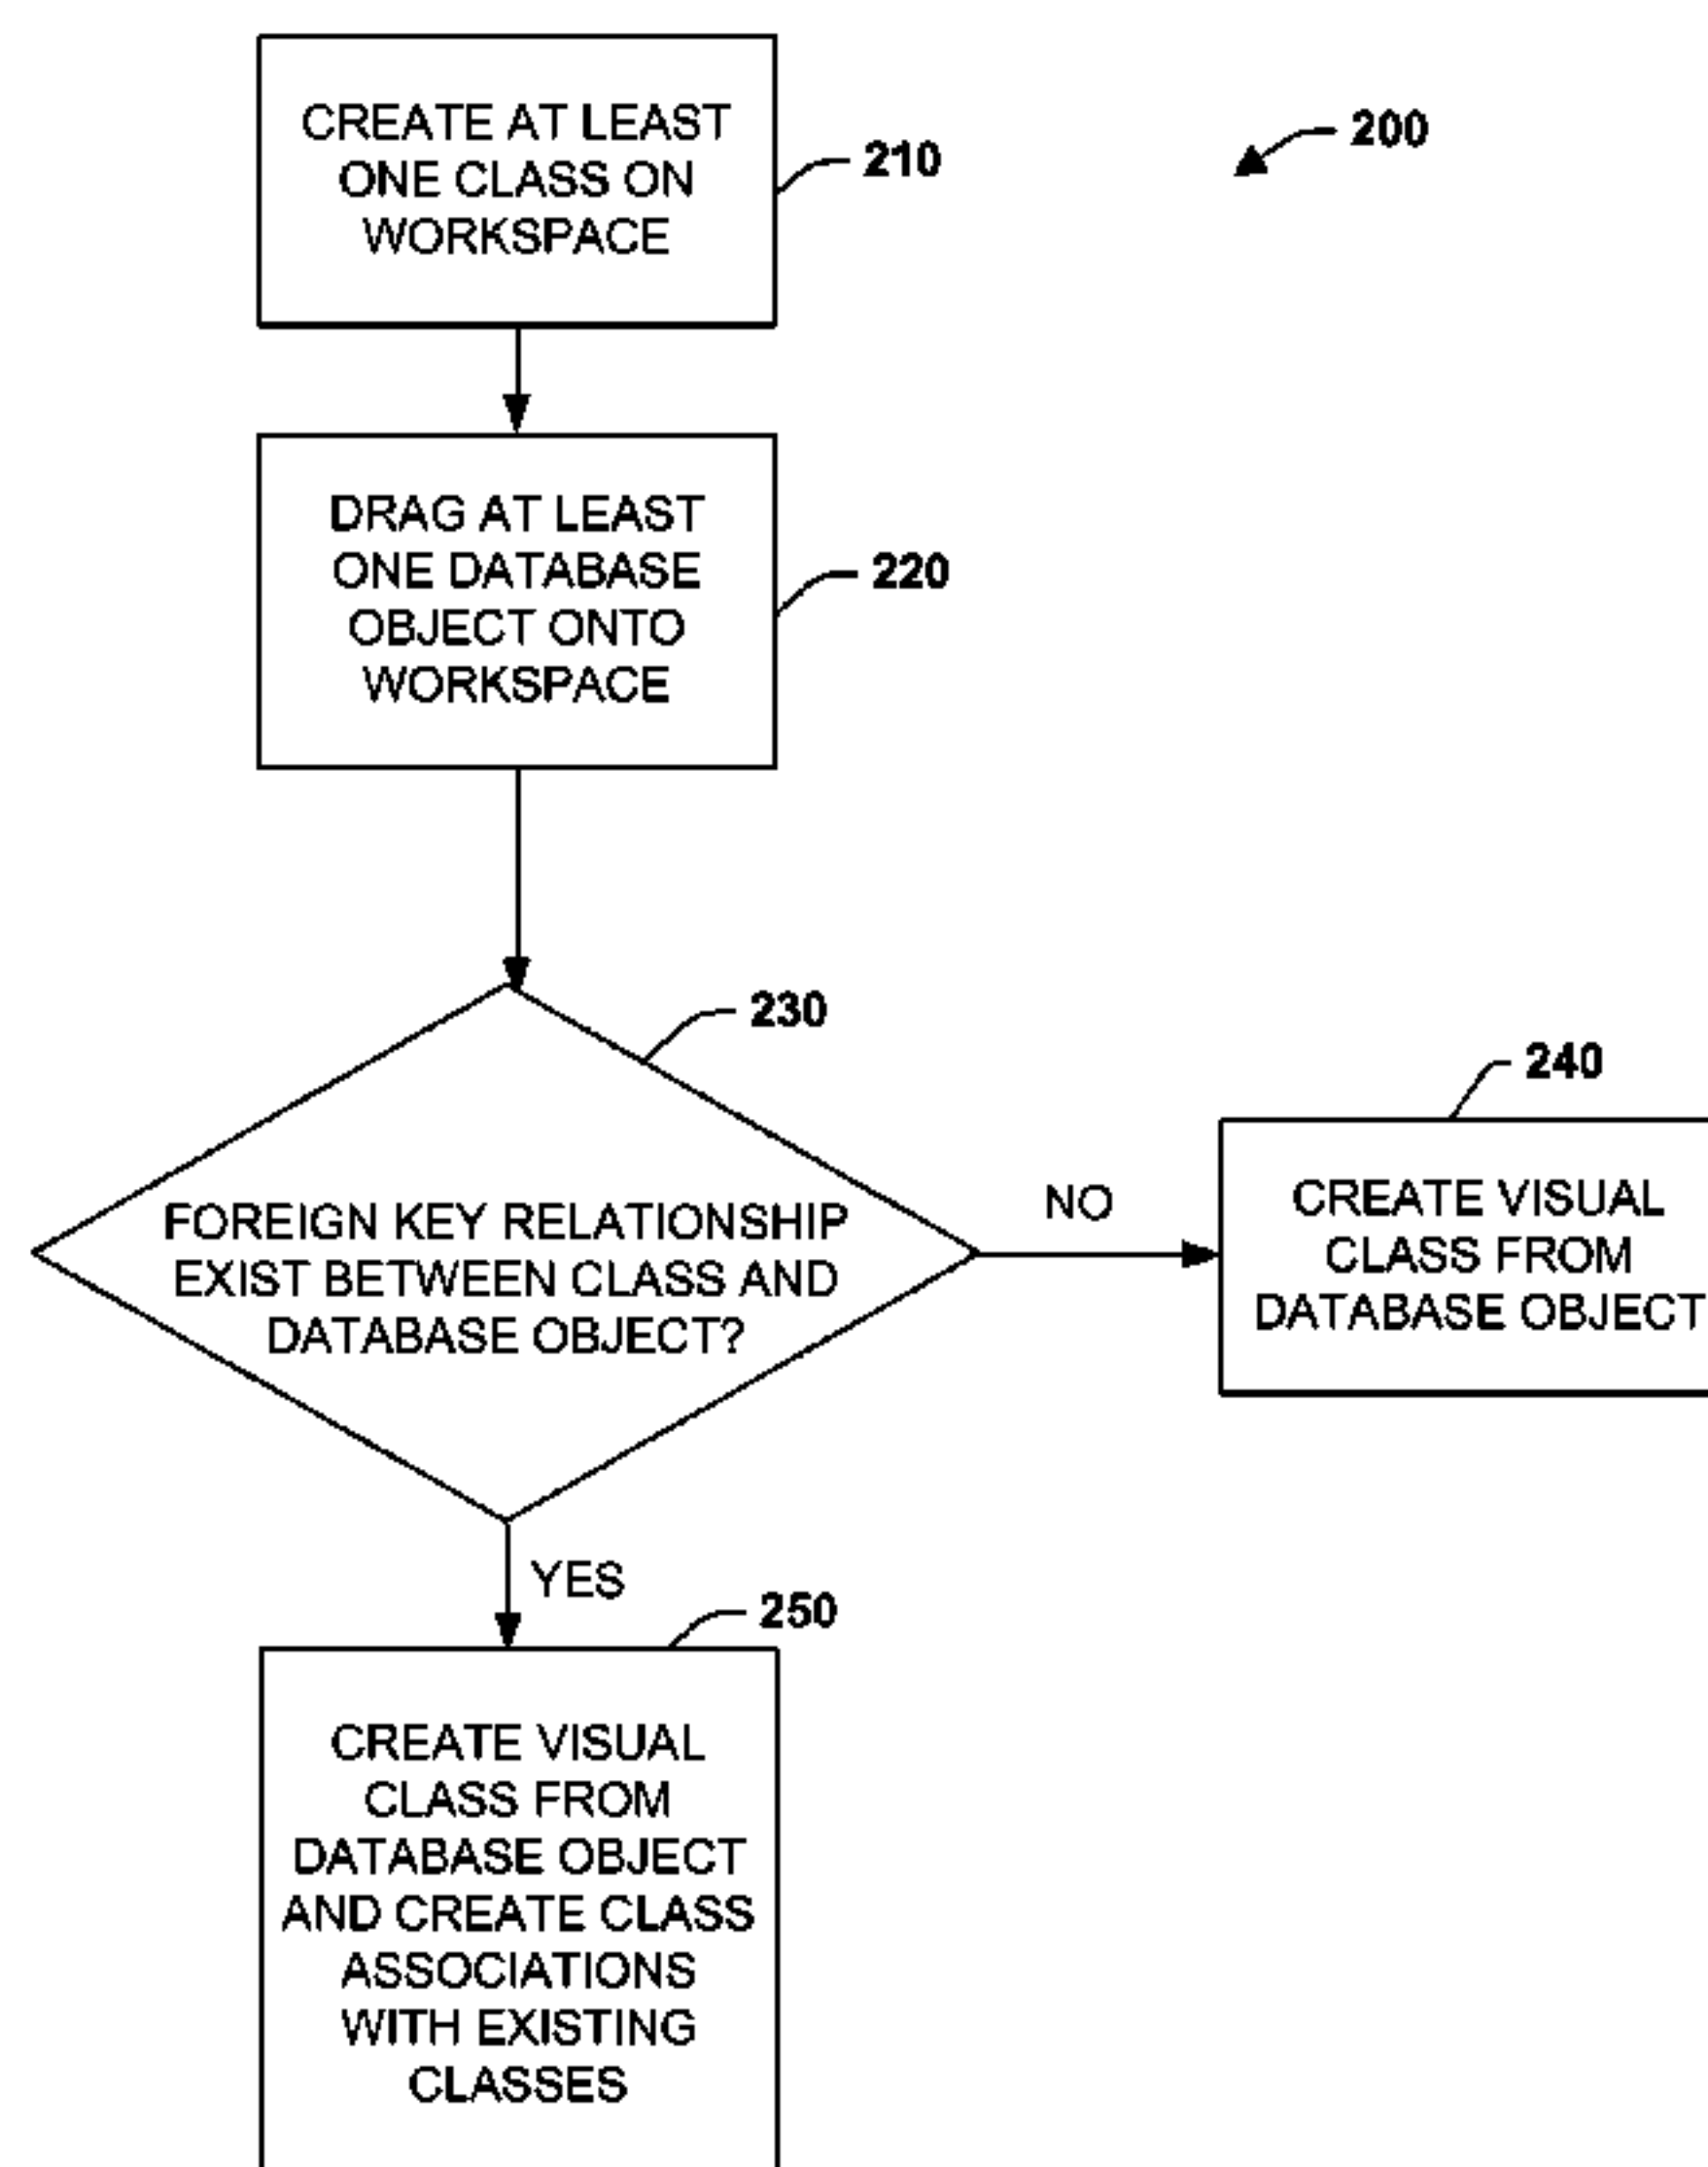 CREATE AT LEAST
ONE CLASS ON
WORKSPACE
210
200
DRAG AT LEAST
ONE DATABASE
OBJECT ONTO
WORKSPACE
220
230
FOREIGN KEY RELATIONSHIP
EXIST BETWEEN CLASS AND
DATABASE OBJECT?
NO
240
CREATE VISUAL
CLASS FROM
DATABASE OBJECT
YES
250
CREATE VISUAL
CLASS FROM
DATABASE OBJECT
AND CREATE CLASS
ASSOCIATIONS
WITH EXISTING
CLASSES